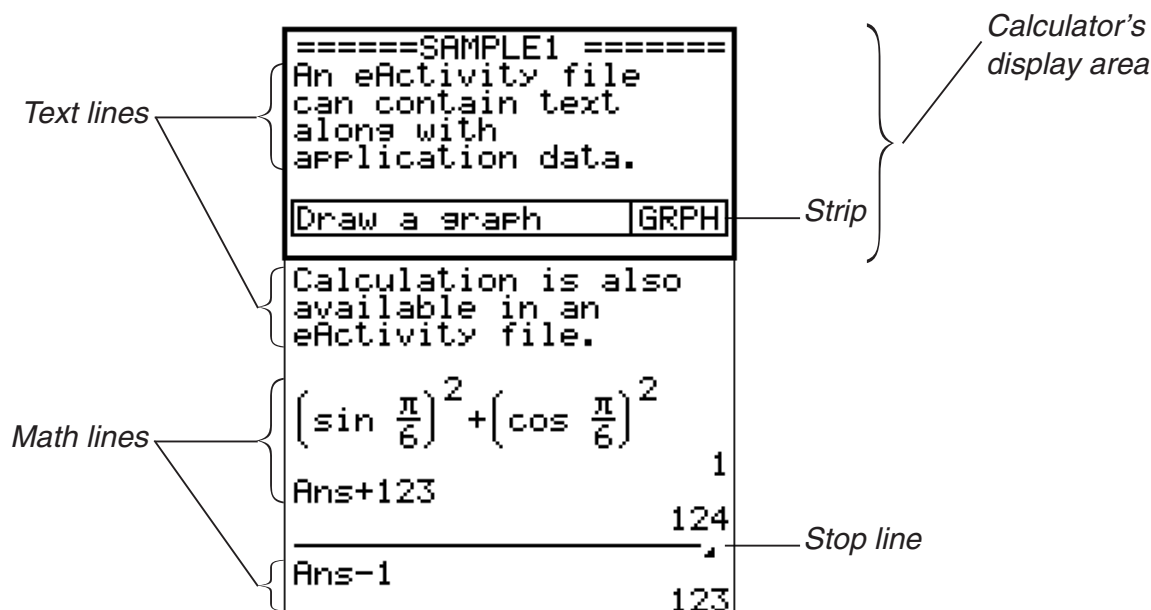 Calculator's
display area
======SAMPLE1 =======
An eActivity file
can contain text
along with
application data.
Text lines
Draw a graph GRPH
Strip
Calculation is also
available in an
eActivity file.
(sin π/6)²+(cos π/6)²
1
Math lines
Ans+123
124
Stop line
Ans-1
123